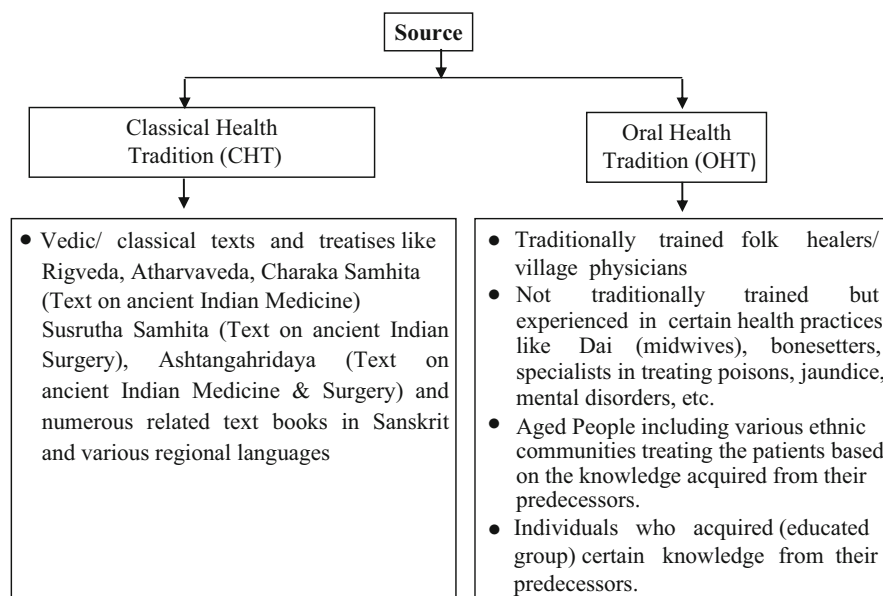 Source
Classical Health
Tradition (CHT)
Oral Health
Tradition (OHT)
● Vedic/ classical texts and treatises like
Rigveda, Atharvaveda, Charaka Samhita
(Text on ancient Indian Medicine)
Susrutha Samhita (Text on ancient Indian
Surgery), Ashtangahridaya (Text on
ancient Indian Medicine & Surgery) and
numerous related text books in Sanskrit
and various regional languages
● Traditionally trained folk healers/
village physicians
● Not traditionally trained but
experienced in certain health practices
like Dai (midwives), bonesetters,
specialists in treating poisons, jaundice,
mental disorders, etc.
● Aged People including various ethnic
communities treating the patients based
on the knowledge acquired from their
predecessors.
● Individuals who acquired (educated
group) certain knowledge from their
predecessors.